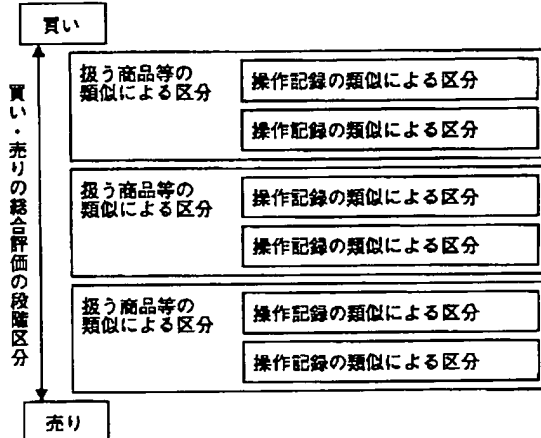 買い
買い・売りの総合評価の段階区分
扱う商品等の
類似による区分
操作記録の類似による区分
操作記録の類似による区分
扱う商品等の
類似による区分
操作記録の類似による区分
操作記録の類似による区分
扱う商品等の
類似による区分
操作記録の類似による区分
操作記録の類似による区分
売り